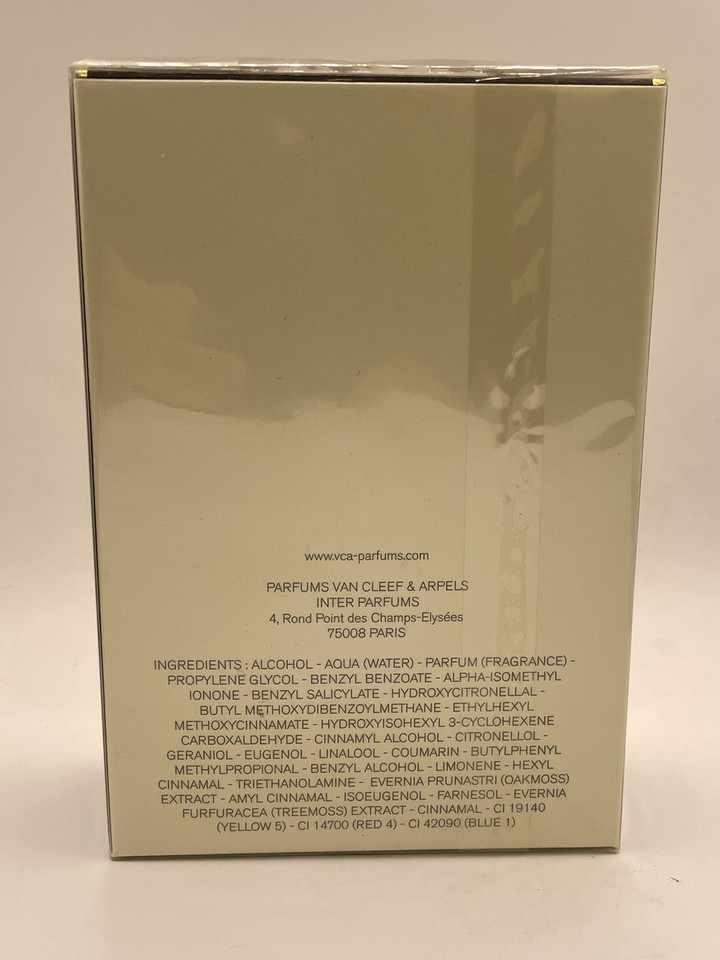 www.vca-parfums.com
PARFUMS VAN CLEEF & ARPELS
INTER PARFUMS
4, Rond Point des Champs-Elysées
75008 PARIS
INGREDIENTS : ALCOHOL - AQUA (WATER) - PARFUM (FRAGRANCE) -
PROPYLENE GLYCOL - BENZYL BENZOATE - ALPHA-ISOMETHYL
IONONE - BENZYL SALICYLATE - HYDROXYCITRONELLAL -
BUTYL METHOXYDIBENZOYLMETHANE - ETHYLHEXYL
METHOXYCINNAMATE - HYDROXYISOHEXYL 3-CYCLOHEXENE
CARBOXALDEHYDE - CINNAMYL ALCOHOL - CITRONELLOL -
GERANIOL - EUGENOL - LINALOOL - COUMARIN - BUTYLPHENYL
METHYLPROPIONAL - BENZYL ALCOHOL - LIMONENE - HEXYL
CINNAMAL - TRIETHANOLAMINE - EVERNIA PRUNASTRI (OAKMOSS)
EXTRACT - AMYL CINNAMAL - ISOEUGENOL - FARNESOL - EVERNIA
FURFURACEA (TREEMOSS) EXTRACT - CINNAMAL - CI 19140
(YELLOW 5) - CI 14700 (RED 4) - CI 42090 (BLUE 1)